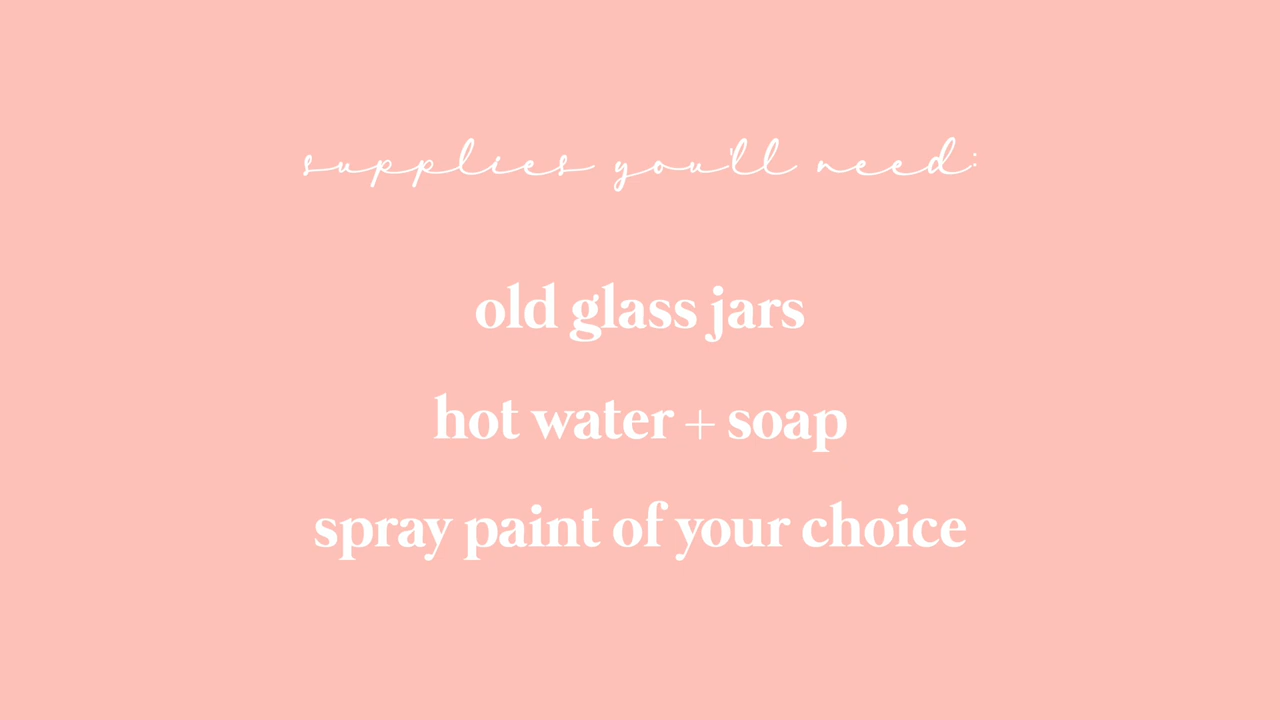 supplies you'll need:
old glass jars
hot water + soap
spray paint of your choice